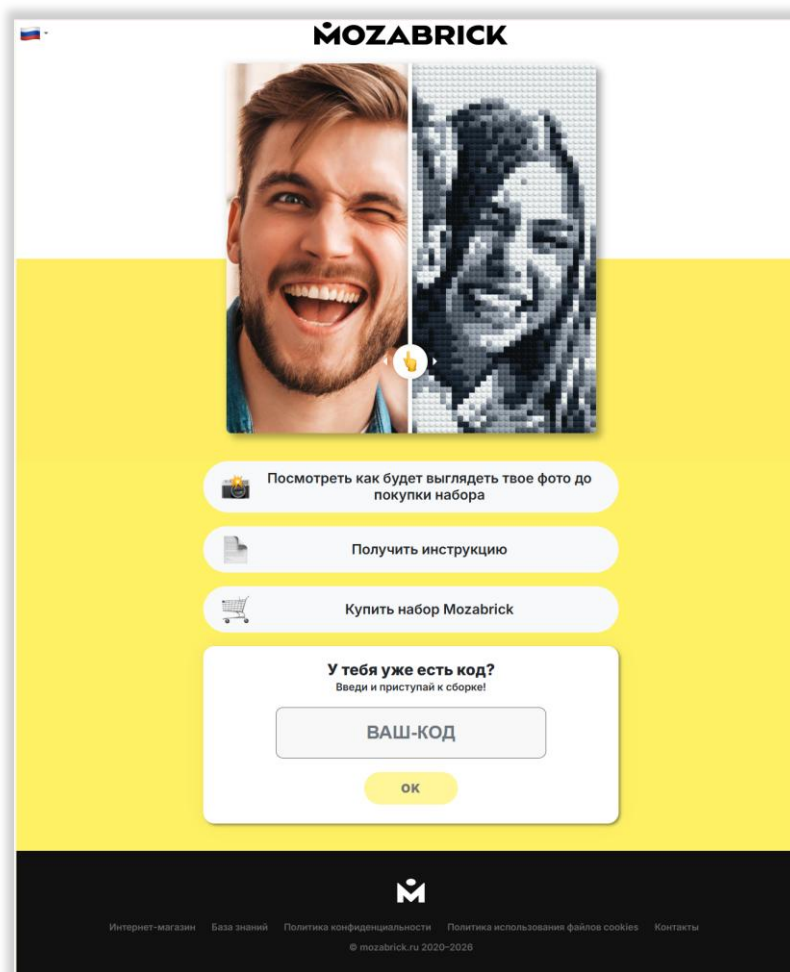 MOZABRICK
Посмотреть как будет выглядеть твое фото до
покупки набора
Получить инструкцию
Купить набор Mozabrick
У тебя уже есть код?
Введи и приступай к сборке!
ВАШ-КОД
ОК
Интернет-магазин База знаний Политика конфиденциальности Политика использования файлов cookies Контакты
© mozabrick.ru 2020–2026